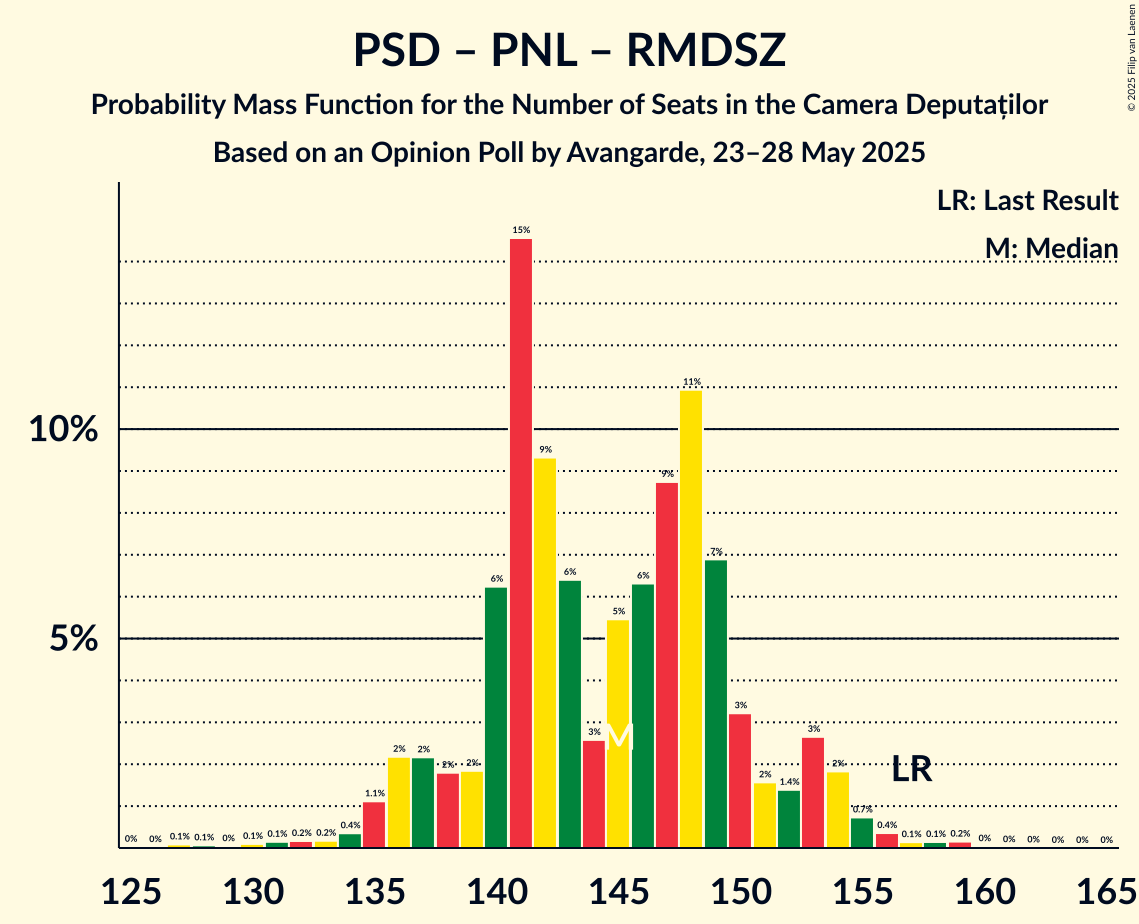 PSD – PNL – RMDSZ
Probability Mass Function for the Number of Seats in the Camera Deputaților
Based on an Opinion Poll by Avangarde, 23–28 May 2025
© 2025 Filip van Laenen
LR: Last Result
M: Median
10%
5%
0% 0% 0.1% 0.1% 0% 0.1% 0.1% 0.2% 0.2% 0.4% 1.1% 2% 2% 2% 2% 6% 15% 9% 6% 3% 5% 6% 9% 11% 7% 3% 2% 1.4% 3% 2% 0.7% 0.4% 0.1% 0.1% 0.2% 0% 0% 0% 0% 0% 0%
M
LR
125 130 135 140 145 150 155 160 165